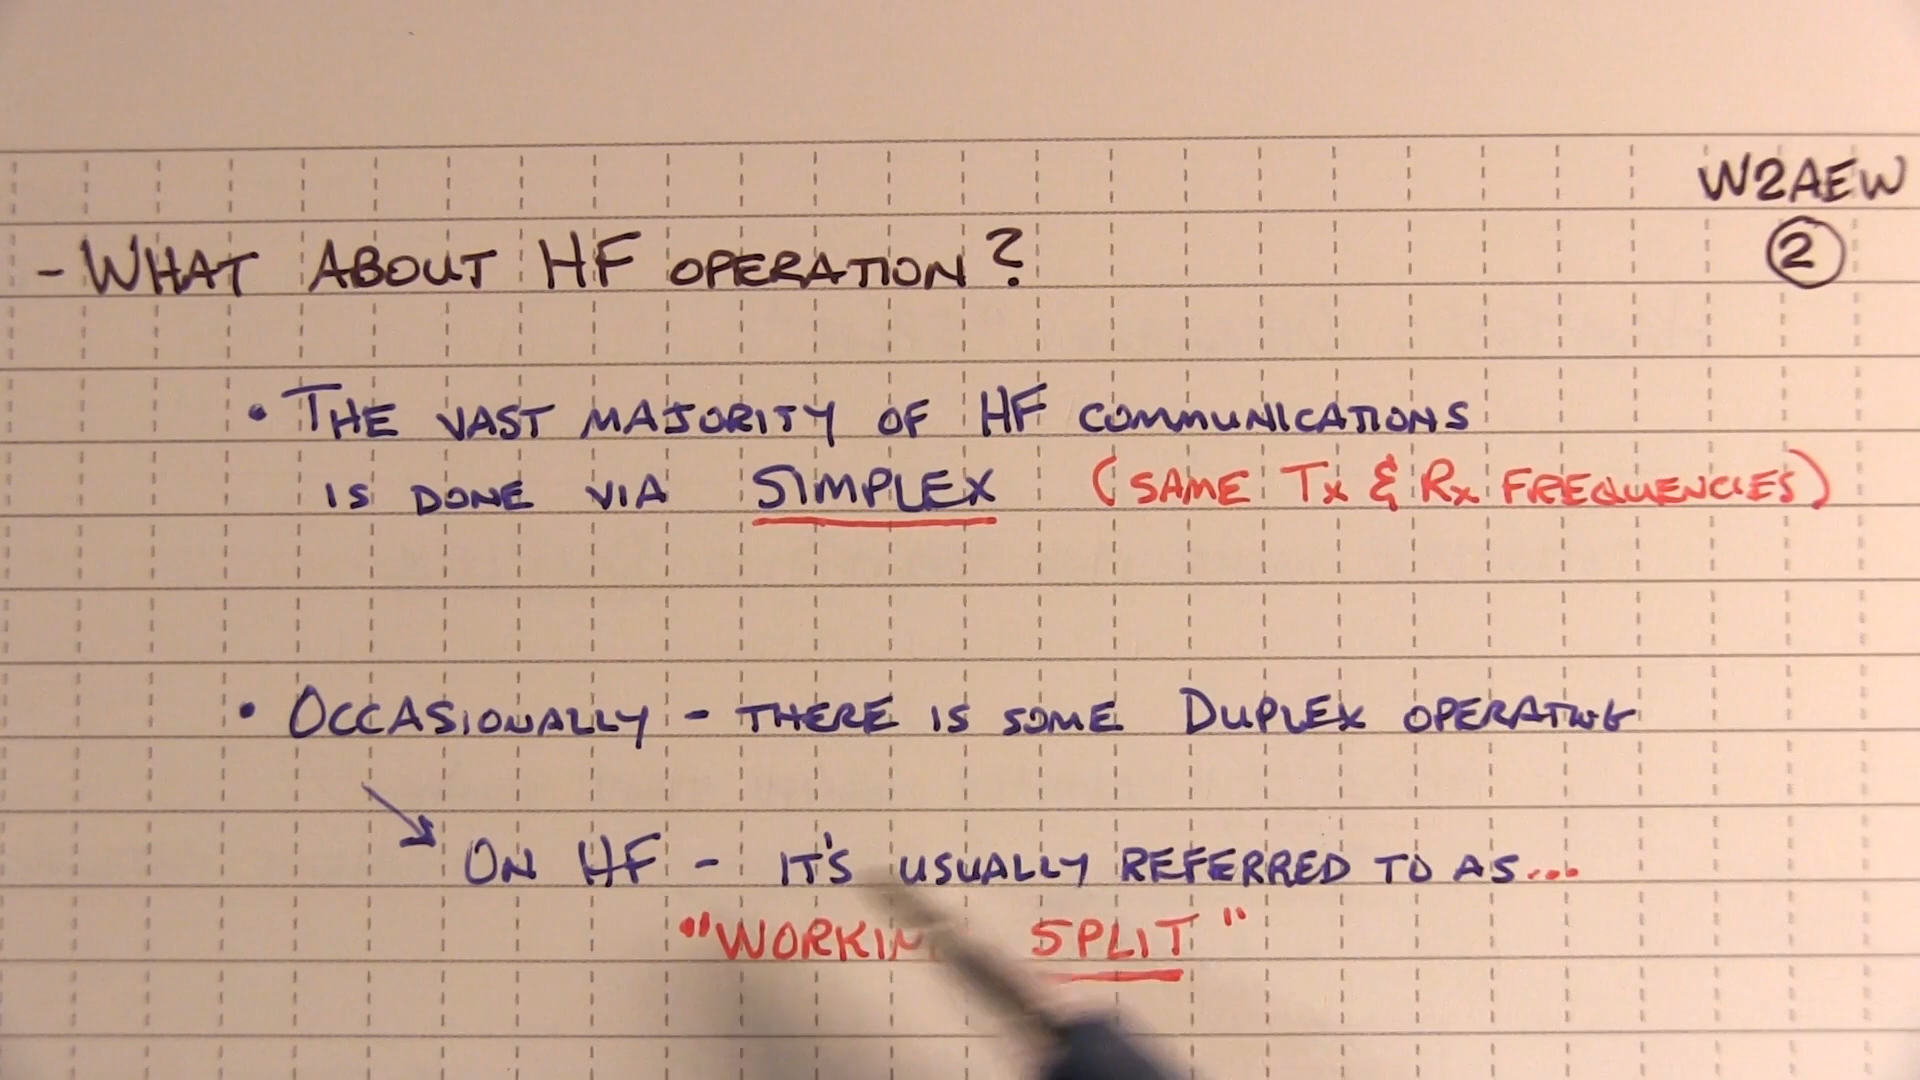 W2AEW
2
- WHAT ABOUT HF OPERATION?
• THE VAST MAJORITY OF HF COMMUNICATIONS
IS DONE VIA SIMPLEX (SAME Tx & Rx FREQUENCIES)
• OCCASIONALLY - THERE IS SOME DUPLEX OPERATING
ON HF - IT'S USUALLY REFERRED TO AS...
"WORKIN SPLIT"